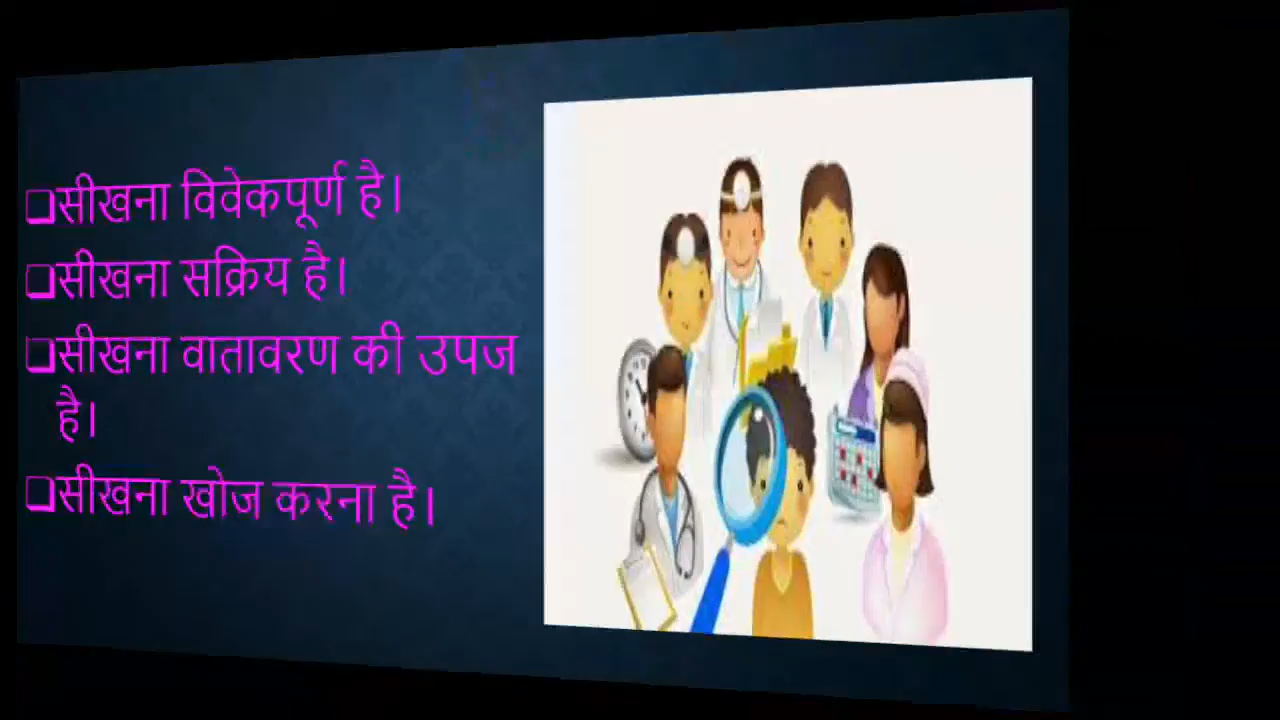 ❑सीखना विवेकपूर्ण है।
❑सीखना सक्रिय है।
❑सीखना वातावरण की उपज
है।
❑सीखना खोज करना है।